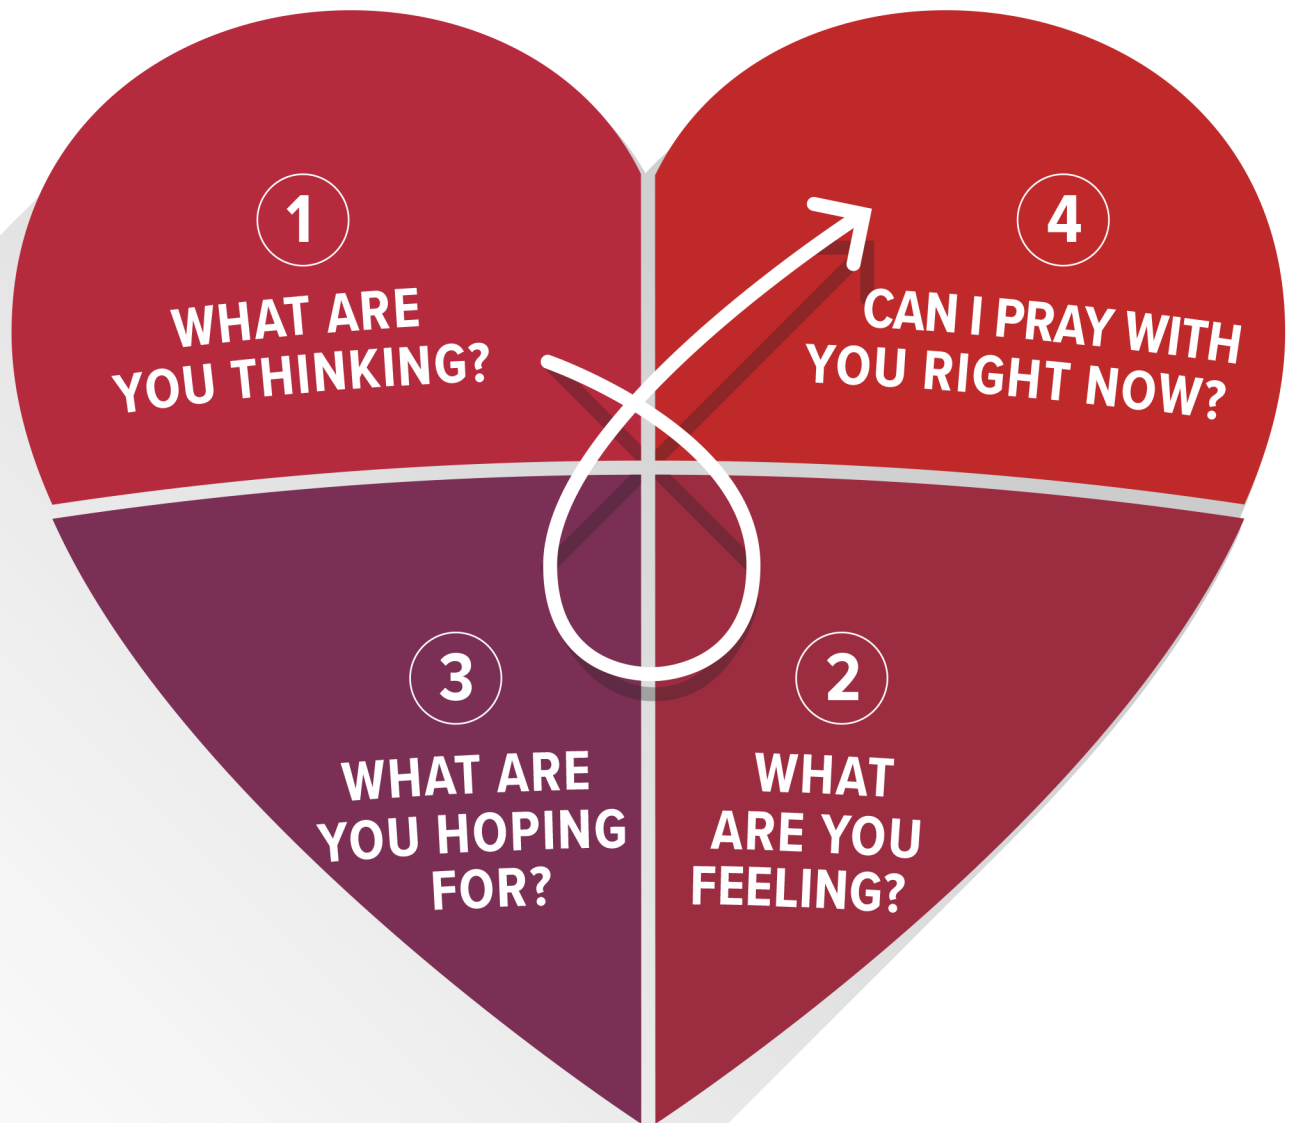 1
WHAT ARE
YOU THINKING?
2
WHAT
ARE YOU
FEELING?
3
WHAT ARE
YOU HOPING
FOR?
4
CAN I PRAY WITH
YOU RIGHT NOW?